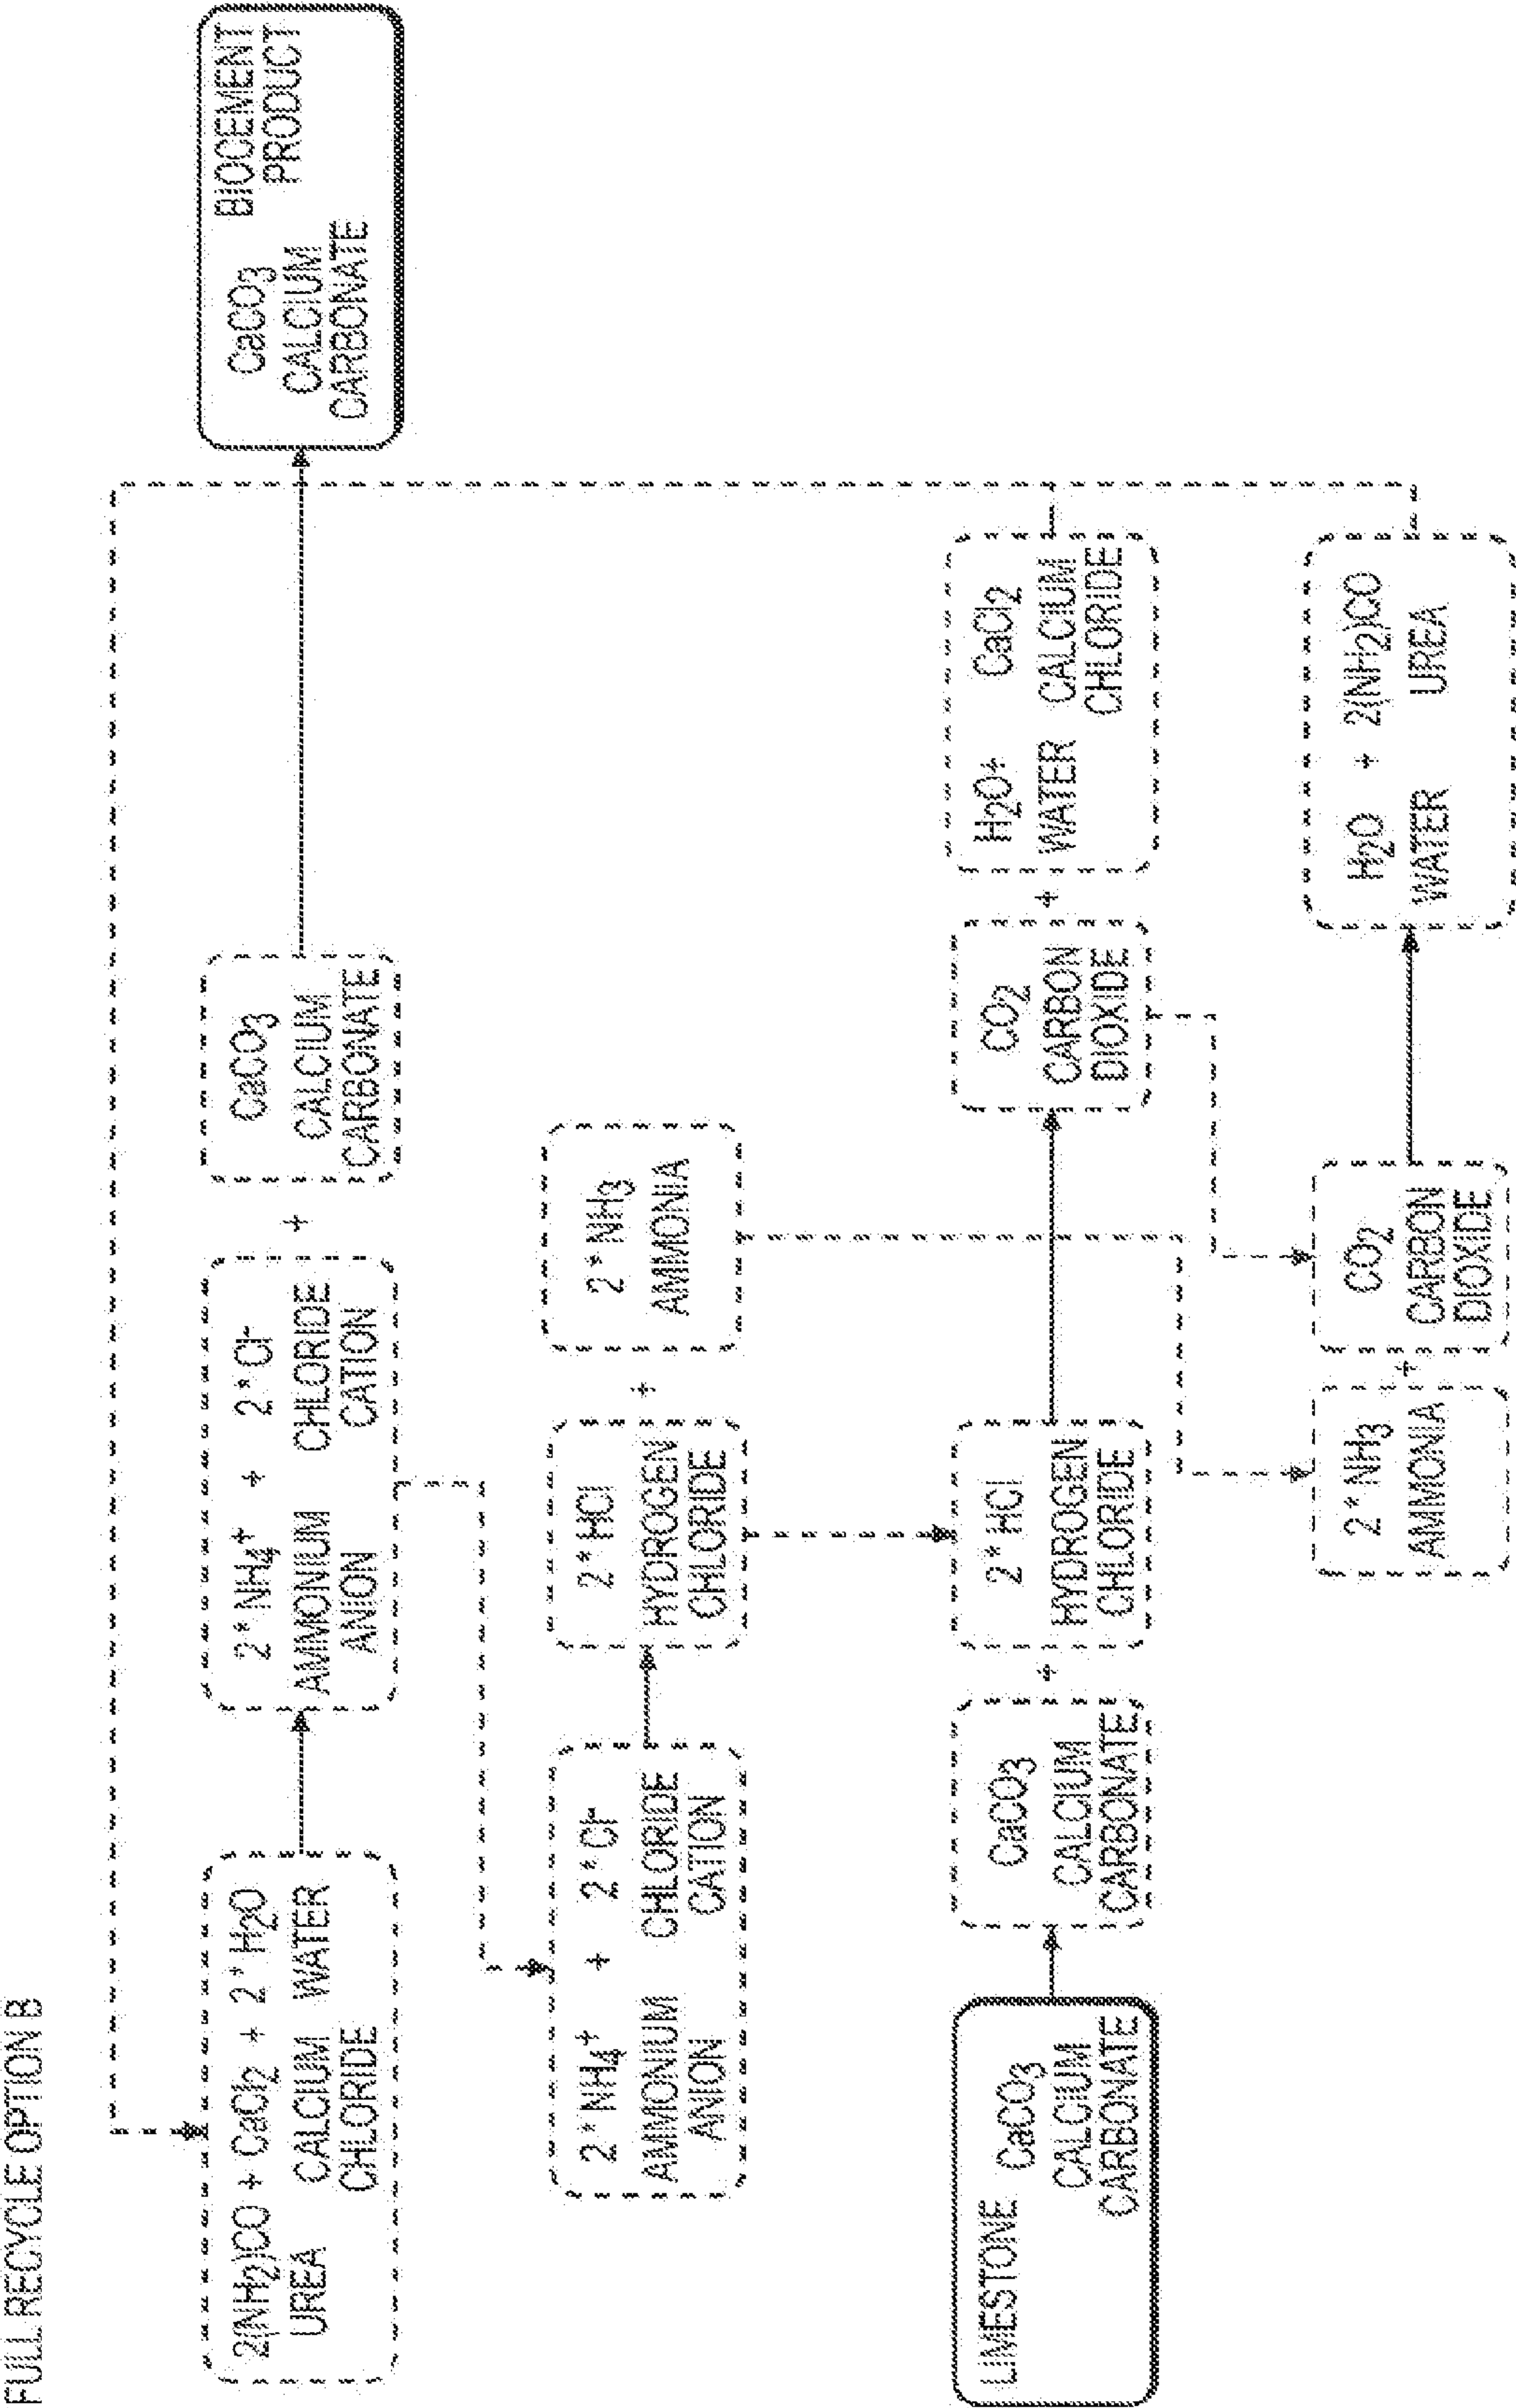 FULL RECYCLE OPTION B
2(NH2)CO + CaCl2 + 2*H2O
UREA CALCIUM WATER
CHLORIDE
2*NH4+ + 2*Cl-
AMMONIUM CHLORIDE
ANION CATION
+
CaCO3
CALCIUM
CARBONATE
BIOCEMENT
PRODUCT
CaCO3
CALCIUM
CARBONATE
2*NH4+ + 2*Cl-
AMMONIUM CHLORIDE
ANION CATION
2*HCl
HYDROGEN
CHLORIDE
+
2*NH3
AMMONIA
LIMESTONE CaCO3
CALCIUM
CARBONATE
CaCO3
CALCIUM
CARBONATE
+
2*HCl
HYDROGEN
CHLORIDE
CO2
CARBON
DIOXIDE
+
H2O+ CaCl2
WATER CALCIUM
CHLORIDE
2*NH3
AMMONIA
+
CO2
CARBON
DIOXIDE
H2O + 2(NH2)CO
WATER UREA